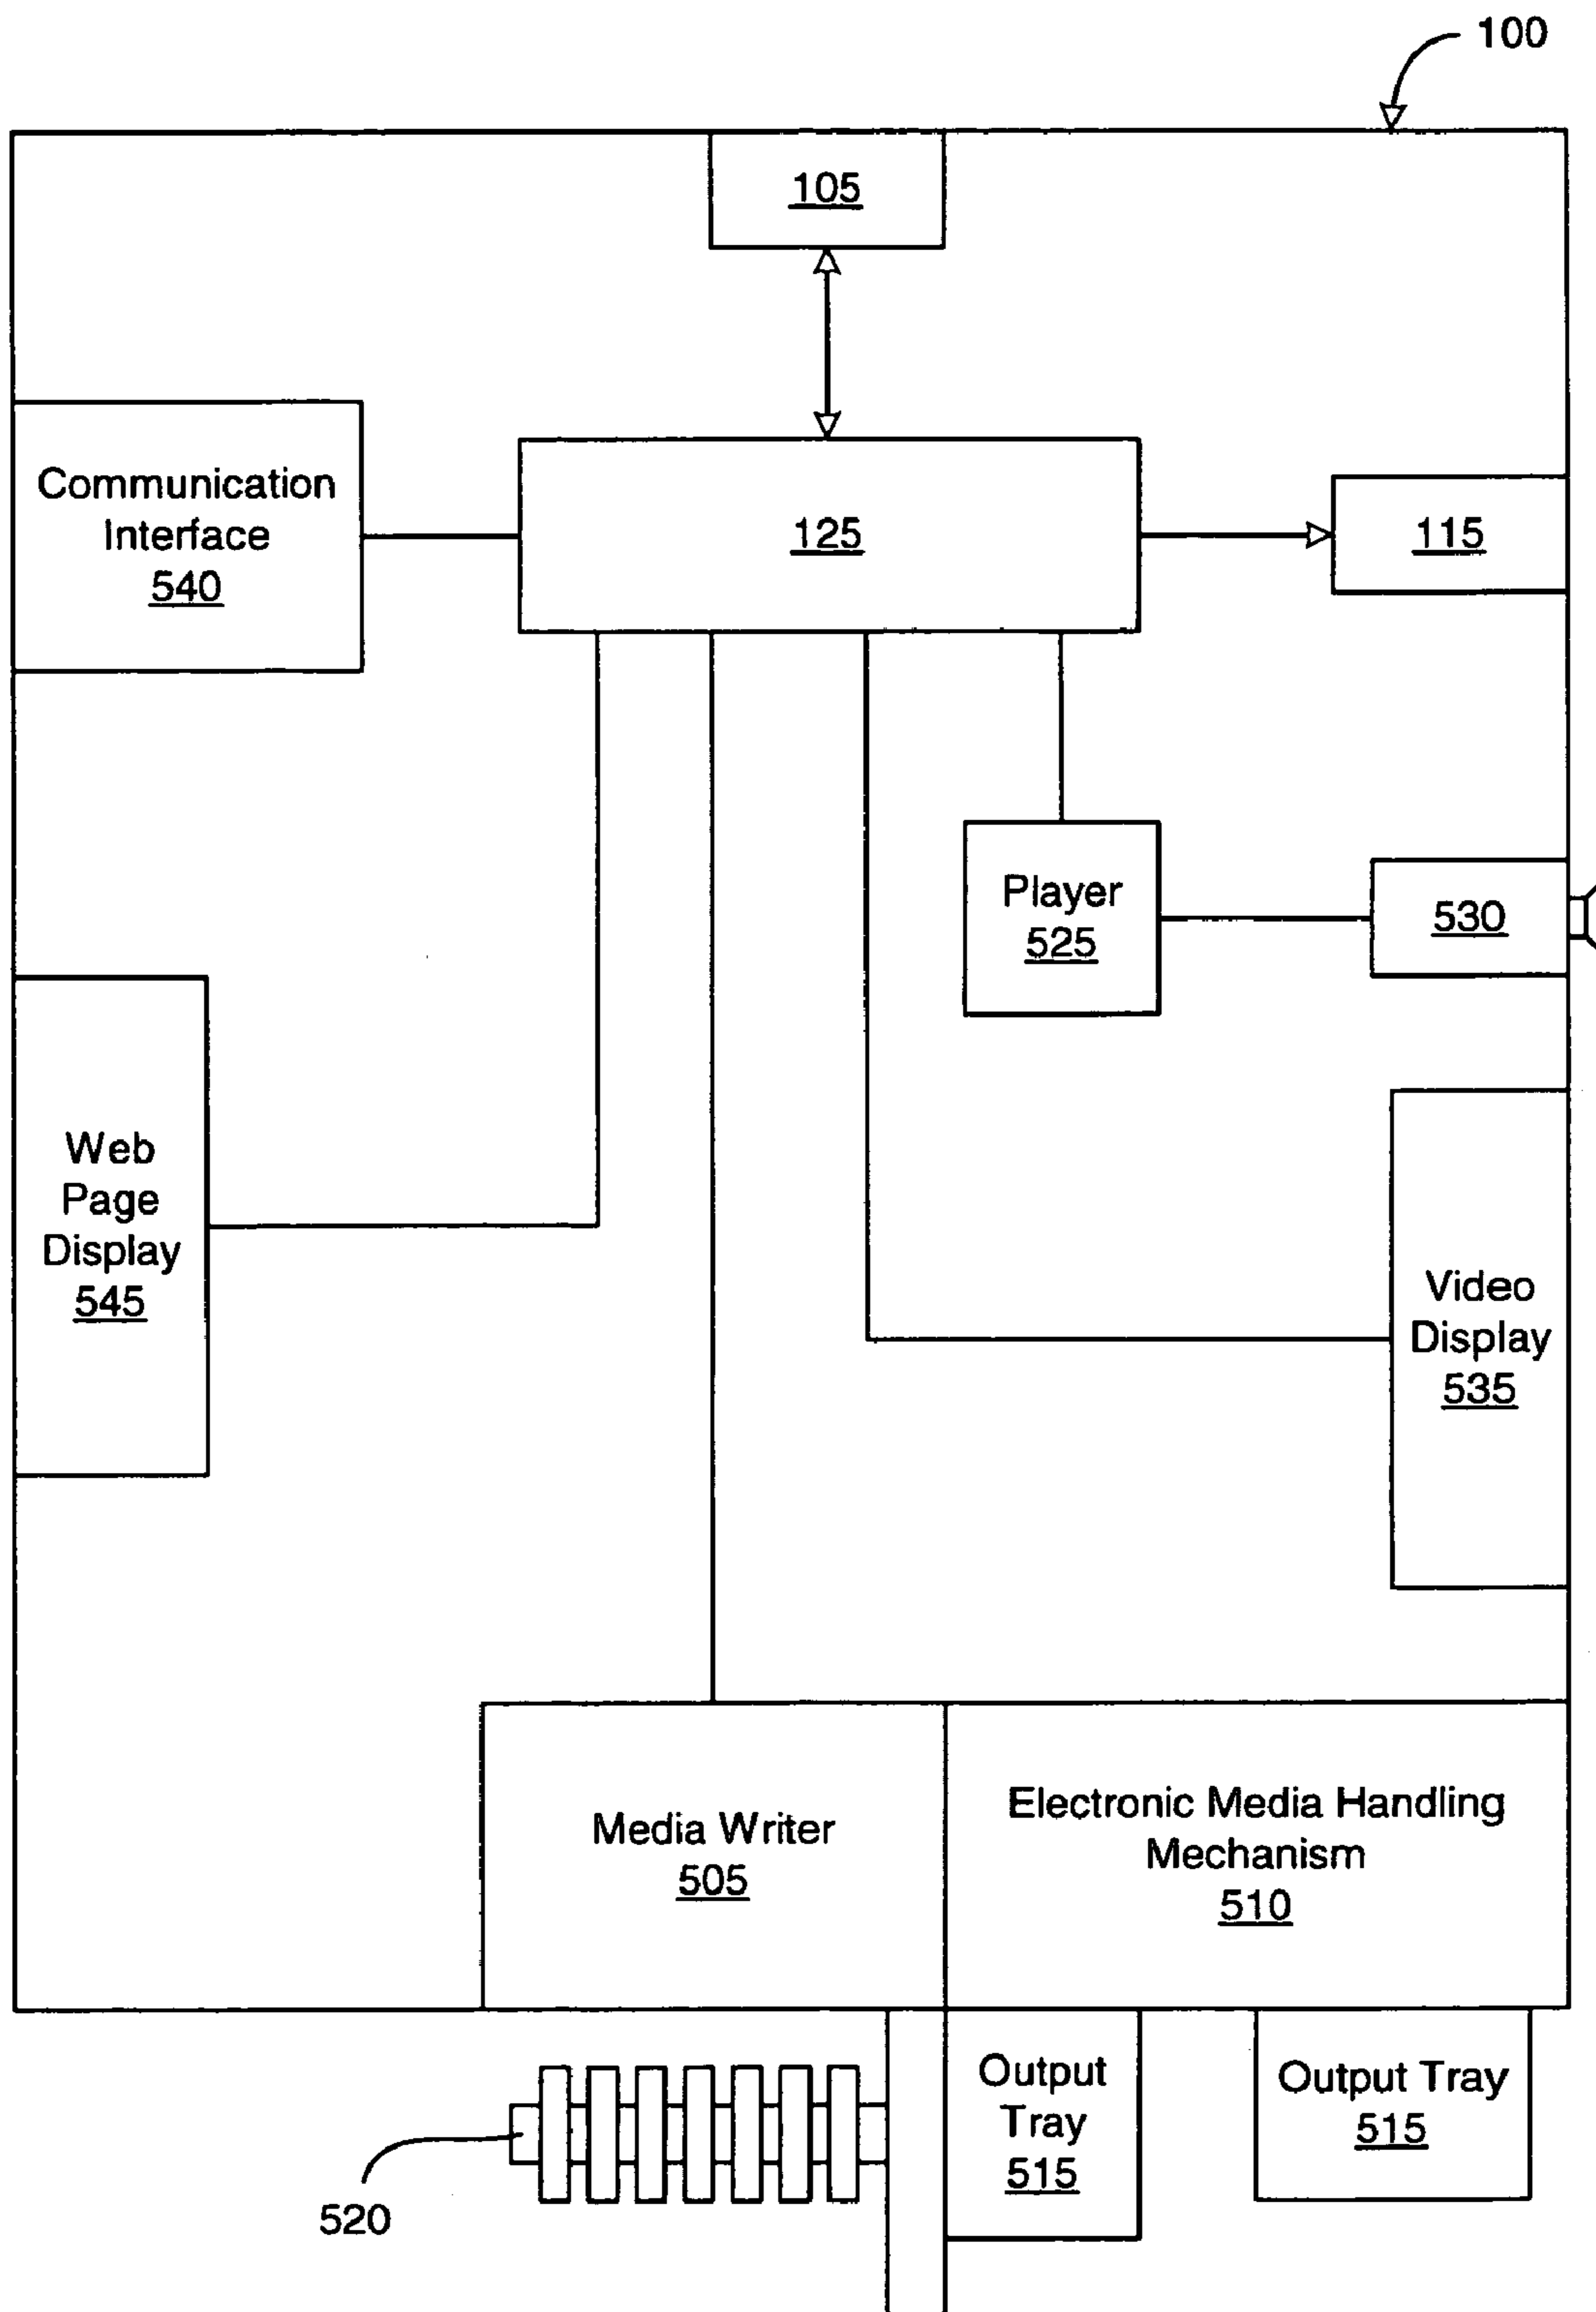 100
105
Communication
Interface
540
125
115
Player
525
530
Web
Page
Display
545
Video
Display
535
Media Writer
505
Electronic Media Handling
Mechanism
510
Output
Tray
515
Output Tray
515
520